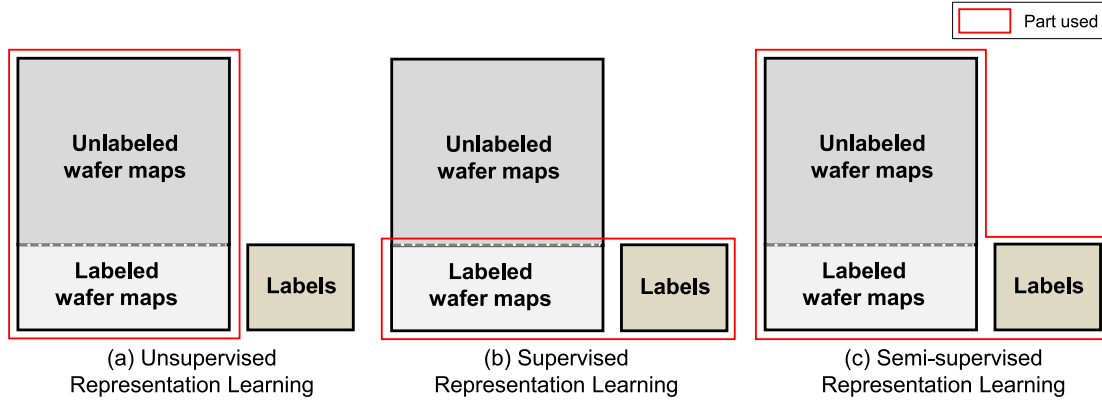 Part used
Unlabeled
wafer maps
Labeled
wafer maps
Labels
(a) Unsupervised
Representation Learning
Unlabeled
wafer maps
Labeled
wafer maps
Labels
(b) Supervised
Representation Learning
Unlabeled
wafer maps
Labeled
wafer maps
Labels
(c) Semi-supervised
Representation Learning